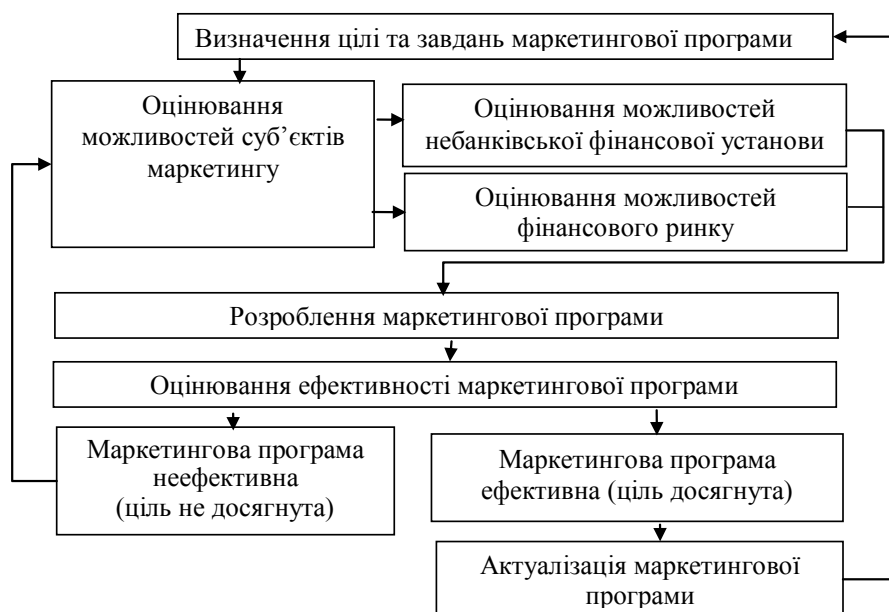 Визначення цілі та завдань маркетингової програми
Оцінювання
можливостей суб’єктів
маркетингу
Оцінювання можливостей
небанківської фінансової установи
Оцінювання можливостей
фінансового ринку
Розроблення маркетингової програми
Оцінювання ефективності маркетингової програми
Маркетингова програма
неефективна
(ціль не досягнута)
Маркетингова програма
ефективна (ціль досягнута)
Актуалізація маркетингової
програми